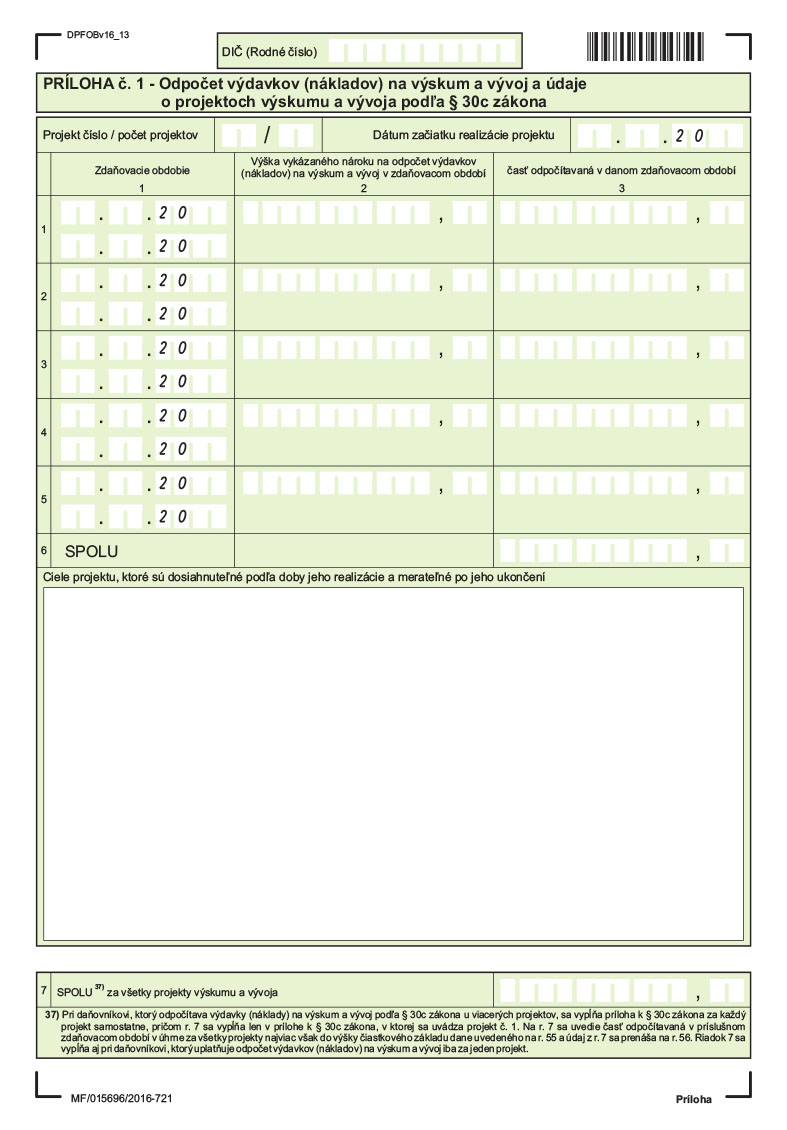 DPFOBv16_13
DIČ (Rodné číslo)
PRÍLOHA č. 1 - Odpočet výdavkov (nákladov) na výskum a vývoj a údaje
o projektoch výskumu a vývoja podľa § 30c zákona
Projekt číslo / počet projektov / Dátum začiatku realizácie projektu . . 20
Zdaňovacie obdobie
1
Výška vykázaného nároku na odpočet výdavkov
(nákladov) na výskum a vývoj v zdaňovacom období
2
časť odpočítavaná v danom zdaňovacom období
3
1
. . 20 , ,
. . 20
2
. . 20 , ,
. . 20
3
. . 20 , ,
. . 20
4
. . 20 , ,
. . 20
5
. . 20 , ,
. . 20
6 SPOLU ,
Ciele projektu, ktoré sú dosiahnuteľné podľa doby jeho realizácie a merateľné po jeho ukončení
7 SPOLU 37) za všetky projekty výskumu a vývoja ,
37) Pri daňovníkovi, ktorý odpočítava výdavky (náklady) na výskum a vývoj podľa § 30c zákona u viacerých projektov, sa vypĺňa príloha k § 30c zákona za každý
projekt samostatne, pričom r. 7 sa vypĺňa len v prílohe k § 30c zákona, v ktorej sa uvádza projekt č. 1. Na r. 7 sa uvedie časť odpočítavaná v príslušnom
zdaňovacom období v úhrne za všetky projekty najviac však do výšky čiastkového základu dane uvedeného na r. 55 a údaj z r. 7 sa prenáša na r. 56. Riadok 7 sa
vypĺňa aj pri daňovníkovi, ktorý uplatňuje odpočet výdavkov (nákladov) na výskum a vývoj iba za jeden projekt.
MF/015696/2016-721
Príloha